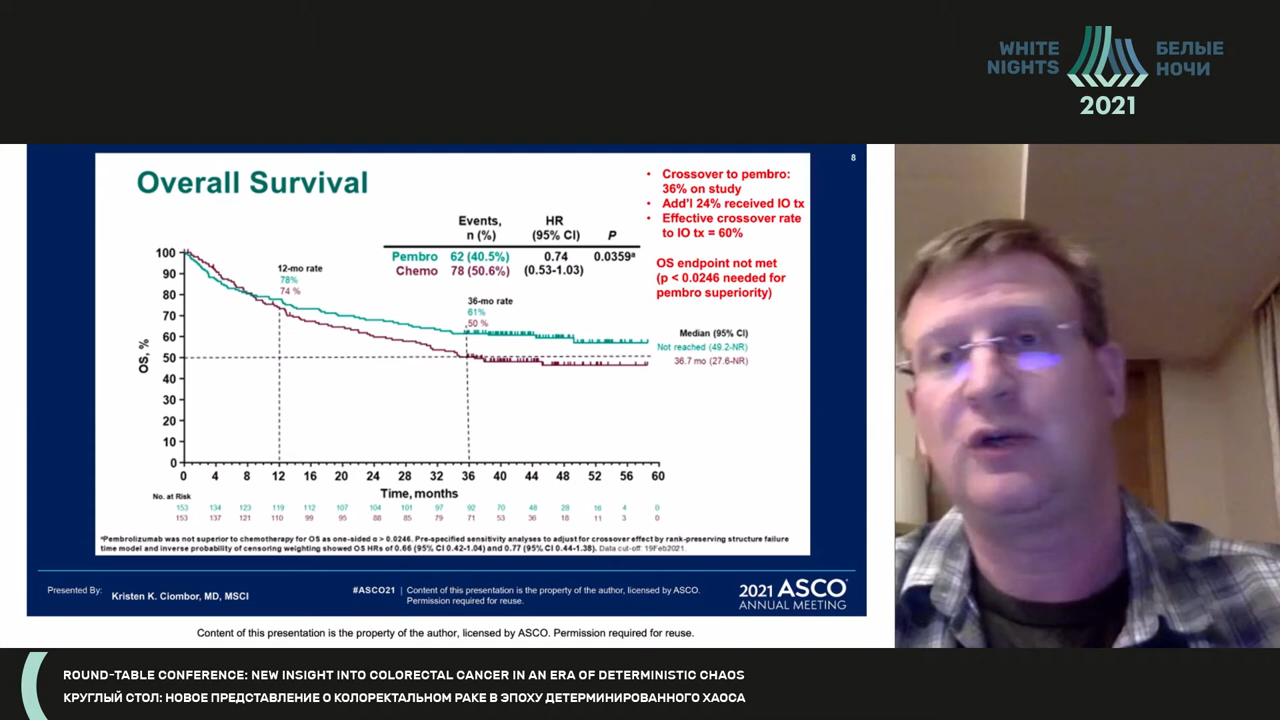 WHITE
NIGHTS
БЕЛЫЕ
НОЧИ
2021
8
Overall Survival
• Crossover to pembro:
36% on study
• Add'l 24% received IO tx
• Effective crossover rate
to IO tx = 60%
OS endpoint not met
(p < 0.0246 needed for
pembro superiority)
Events, HR
n (%) (95% CI) P
Pembro 62 (40.5%) 0.74 0.0359ª
Chemo 78 (50.6%) (0.53-1.03)
12-mo rate
78%
74 %
36-mo rate
61%
50 %
Median (95% CI)
Not reached (49.2-NR)
36.7 mo (27.6-NR)
OS, %
100
90
80
70
60
50
40
30
20
10
0
0 4 8 12 16 20 24 28 32 36 40 44 48 52 56 60
Time, months
No. at Risk
153 134 123 119 112 107 104 101 97 92 70 48 28 16 4 0
153 137 121 110 99 95 88 85 79 71 53 36 18 11 3 0
ªPembrolizumab was not superior to chemotherapy for OS as one-sided α > 0.0246. Pre-specified sensitivity analyses to adjust for crossover effect by rank-preserving structure failure
time model and inverse probability of censoring weighting showed OS HRs of 0.66 (95% CI 0.42-1.04) and 0.77 (95% CI 0.44-1.38). Data cut-off: 19Feb2021.
Presented By: Kristen K. Ciombor, MD, MSCI
#ASCO21 | Content of this presentation is the property of the author, licensed by ASCO.
Permission required for reuse.
2021 ASCO
ANNUAL MEETING
Content of this presentation is the property of the author, licensed by ASCO. Permission required for reuse.
ROUND-TABLE CONFERENCE: NEW INSIGHT INTO COLORECTAL CANCER IN AN ERA OF DETERMINISTIC CHAOS
КРУГЛЫЙ СТОЛ: НОВОЕ ПРЕДСТАВЛЕНИЕ О КОЛОРЕКТАЛЬНОМ РАКЕ В ЭПОХУ ДЕТЕРМИНИРОВАННОГО ХАОСА